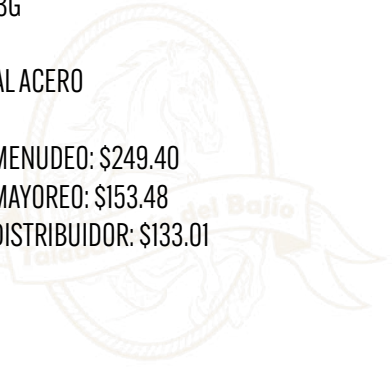 AL ACERO
MENUDEO: $249.40
MAYOREO: $153.48
del Bajío
DISTRIBUIDOR: $133.01